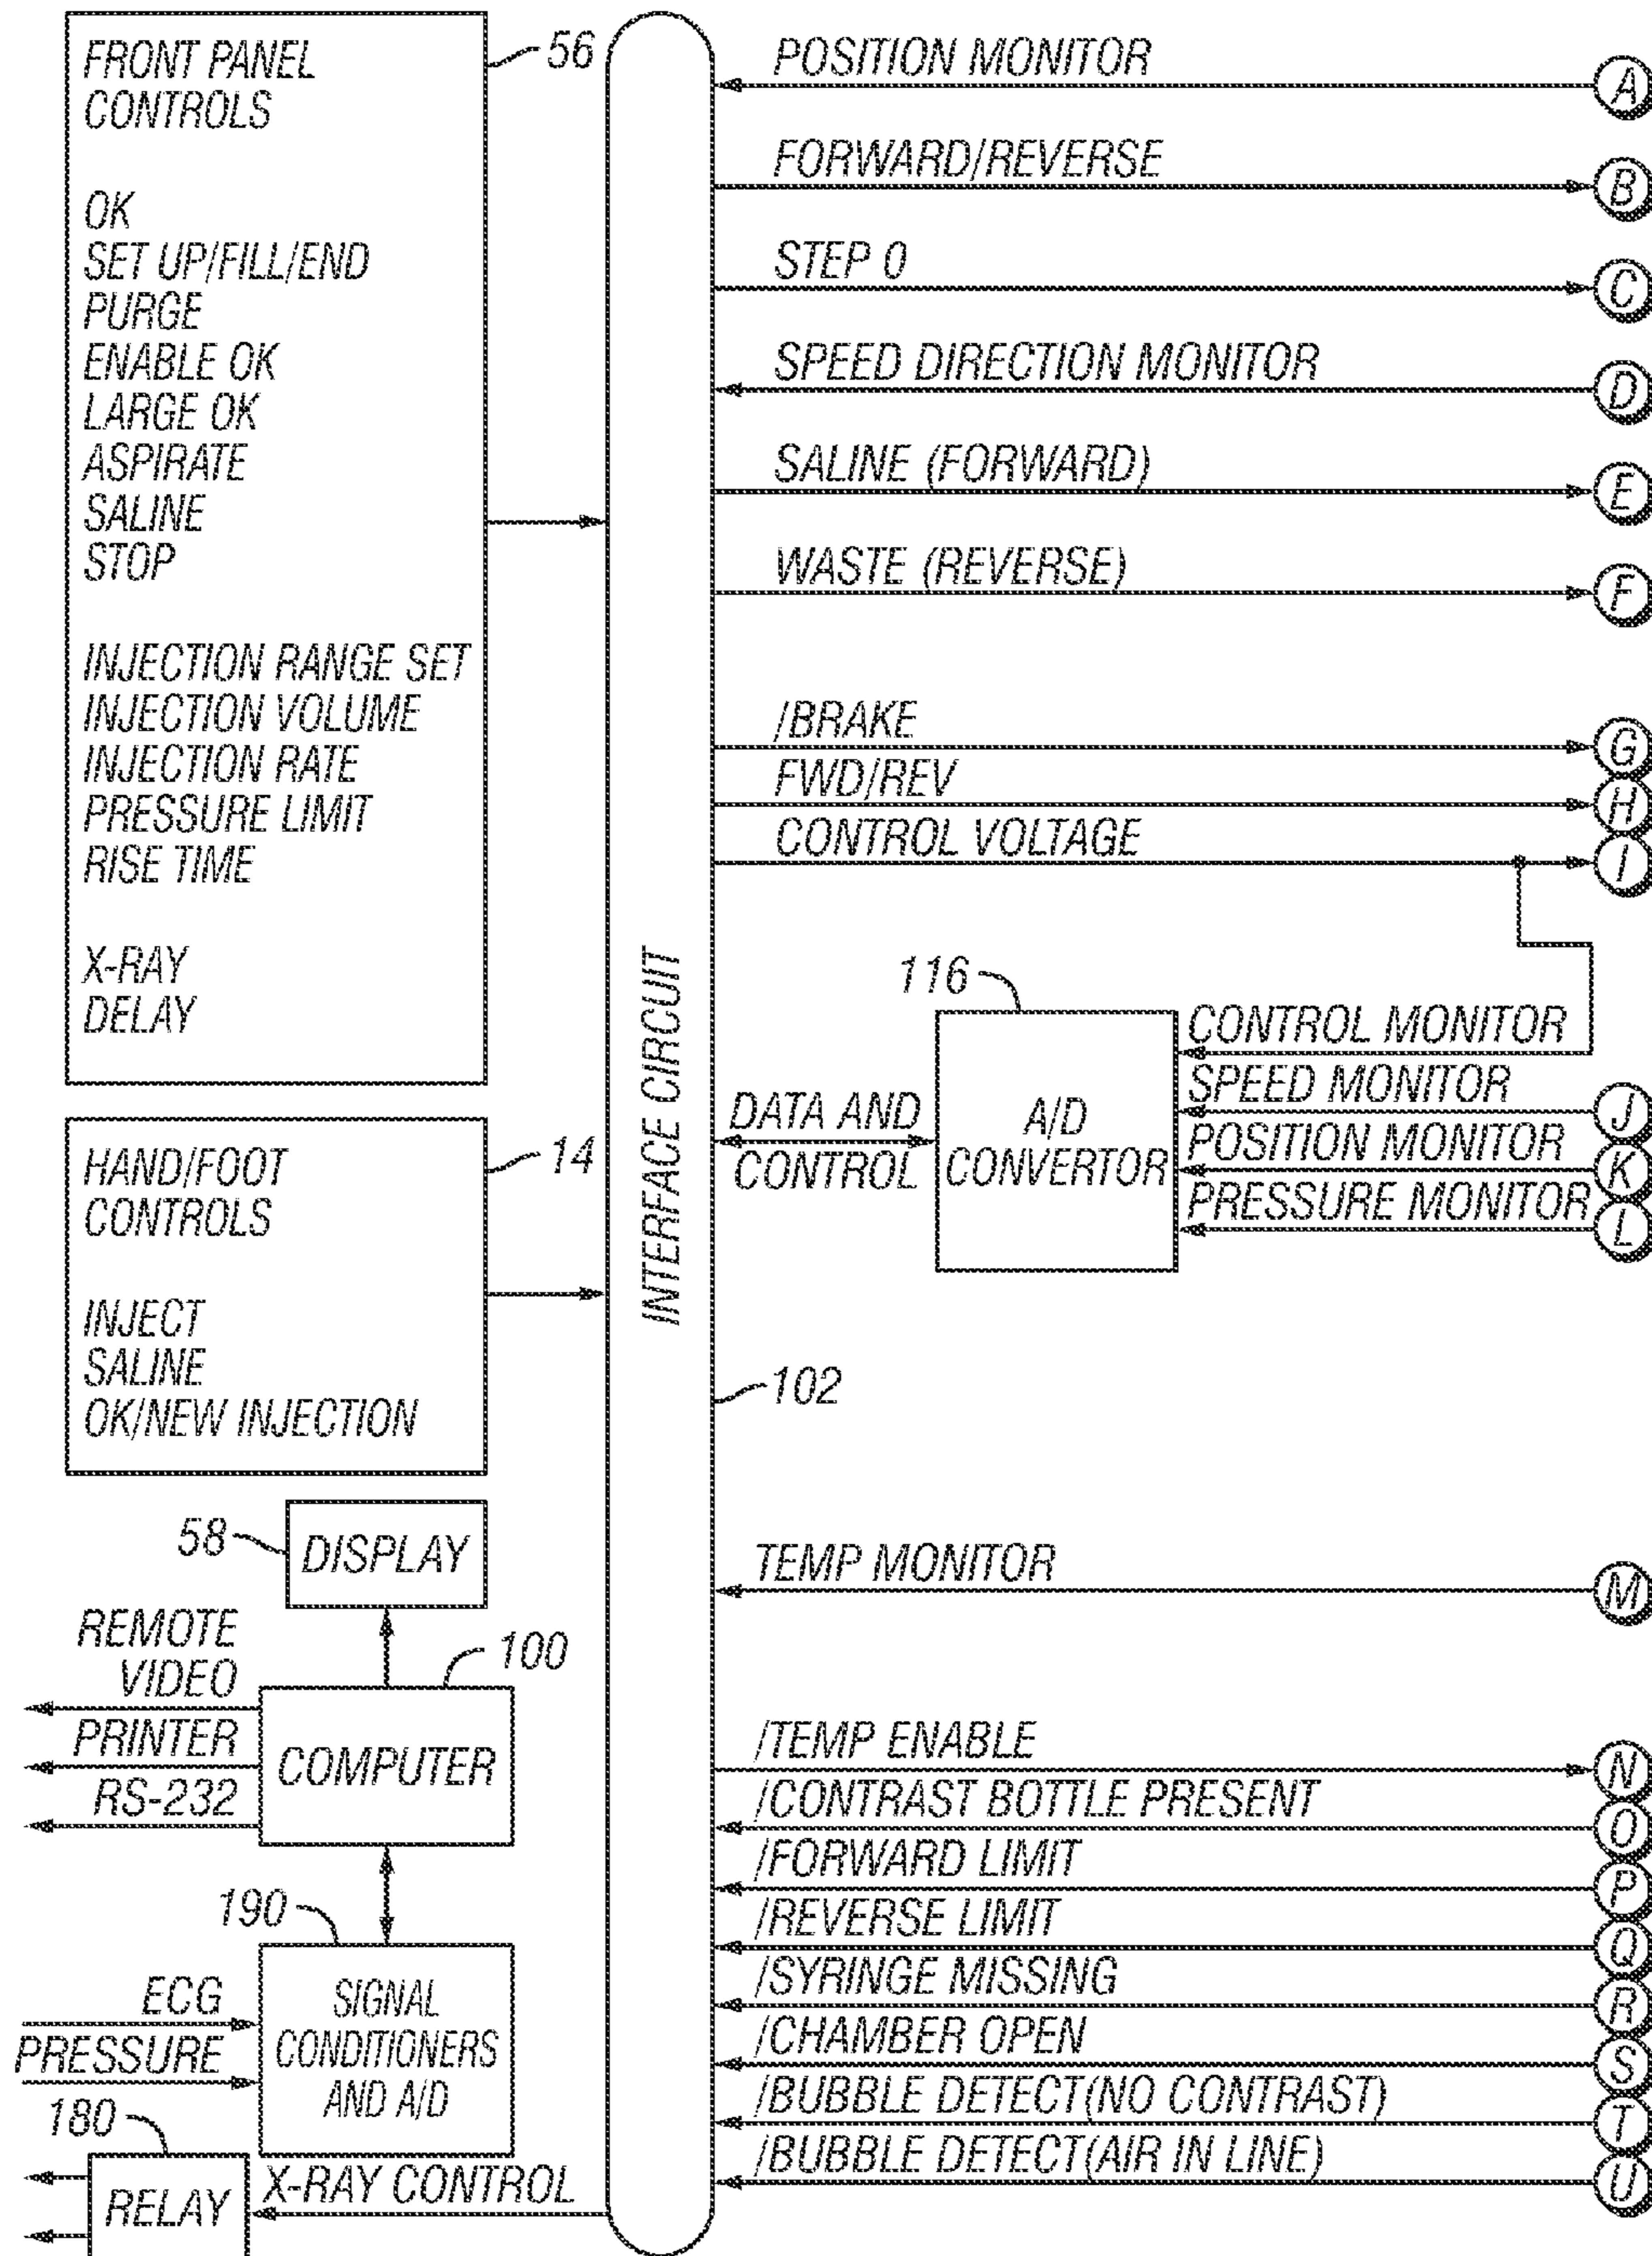 FRONT PANEL
CONTROLS
56
OK
SET UP/FILL/END
PURGE
ENABLE OK
LARGE OK
ASPIRATE
SALINE
STOP
INJECTION RANGE SET
INJECTION VOLUME
INJECTION RATE
PRESSURE LIMIT
RISE TIME
X-RAY
DELAY
HAND/FOOT
CONTROLS
14
INJECT
SALINE
OK/NEW INJECTION
58
DISPLAY
REMOTE
VIDEO
PRINTER
RS-232
100
COMPUTER
190
ECG
PRESSURE
SIGNAL
CONDITIONERS
AND A/D
180
RELAY
X-RAY CONTROL
INTERFACE CIRCUIT
102
POSITION MONITOR
A
FORWARD/REVERSE
B
STEP 0
C
SPEED DIRECTION MONITOR
D
SALINE (FORWARD)
E
WASTE (REVERSE)
F
/BRAKE
G
FWD/REV
H
CONTROL VOLTAGE
I
116
DATA AND
CONTROL
A/D
CONVERTOR
CONTROL MONITOR
SPEED MONITOR
J
POSITION MONITOR
K
PRESSURE MONITOR
L
TEMP MONITOR
M
/TEMP ENABLE
N
/CONTRAST BOTTLE PRESENT
O
/FORWARD LIMIT
P
/REVERSE LIMIT
Q
/SYRINGE MISSING
R
/CHAMBER OPEN
S
/BUBBLE DETECT(NO CONTRAST)
T
/BUBBLE DETECT(AIR IN LINE)
U